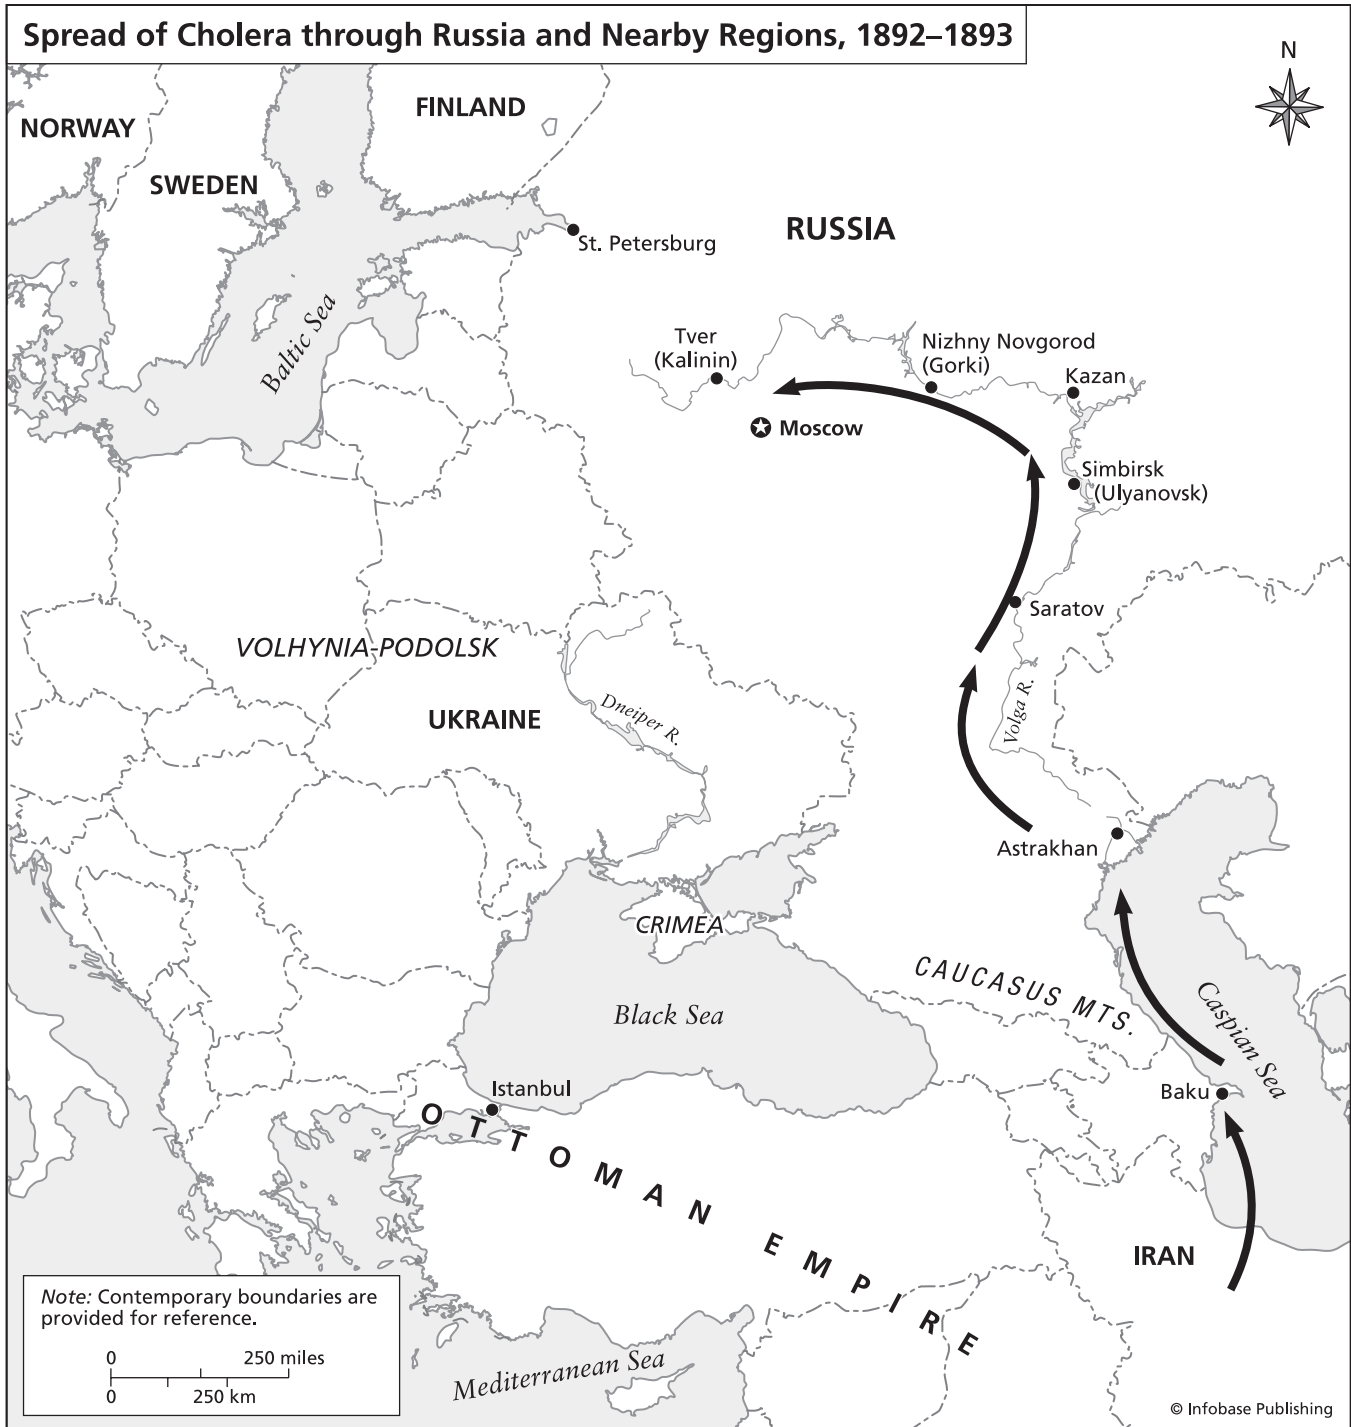 Spread of Cholera through Russia and Nearby Regions, 1892–1893
N
NORWAY
FINLAND
SWEDEN
RUSSIA
St. Petersburg
Baltic Sea
Tver
(Kalinin)
Nizhny Novgorod
(Gorki)
Kazan
Moscow
Simbirsk
(Ulyanovsk)
Saratov
VOLHYNIA-PODOLSK
UKRAINE
Dneiper R.
Volga R.
Astrakhan
CRIMEA
CAUCASUS MTS.
Black Sea
Caspian Sea
Istanbul
Baku
OTTOMAN EMPIRE
IRAN
Note: Contemporary boundaries are
provided for reference.
0 250 miles
0 250 km
Mediterranean Sea
© Infobase Publishing